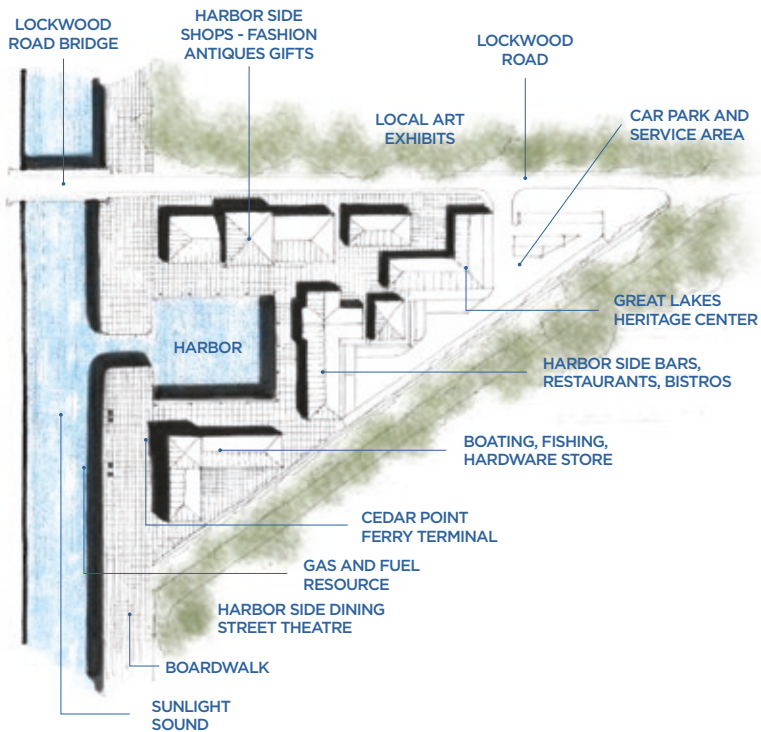 LOCKWOOD
ROAD BRIDGE
HARBOR SIDE
SHOPS - FASHION
ANTIQUES GIFTS
LOCKWOOD
ROAD
LOCAL ART
EXHIBITS
CAR PARK AND
SERVICE AREA
GREAT LAKES
HERITAGE CENTER
HARBOR
HARBOR SIDE BARS,
RESTAURANTS, BISTROS
BOATING, FISHING,
HARDWARE STORE
CEDAR POINT
FERRY TERMINAL
GAS AND FUEL
RESOURCE
HARBOR SIDE DINING
STREET THEATRE
BOARDWALK
SUNLIGHT
SOUND